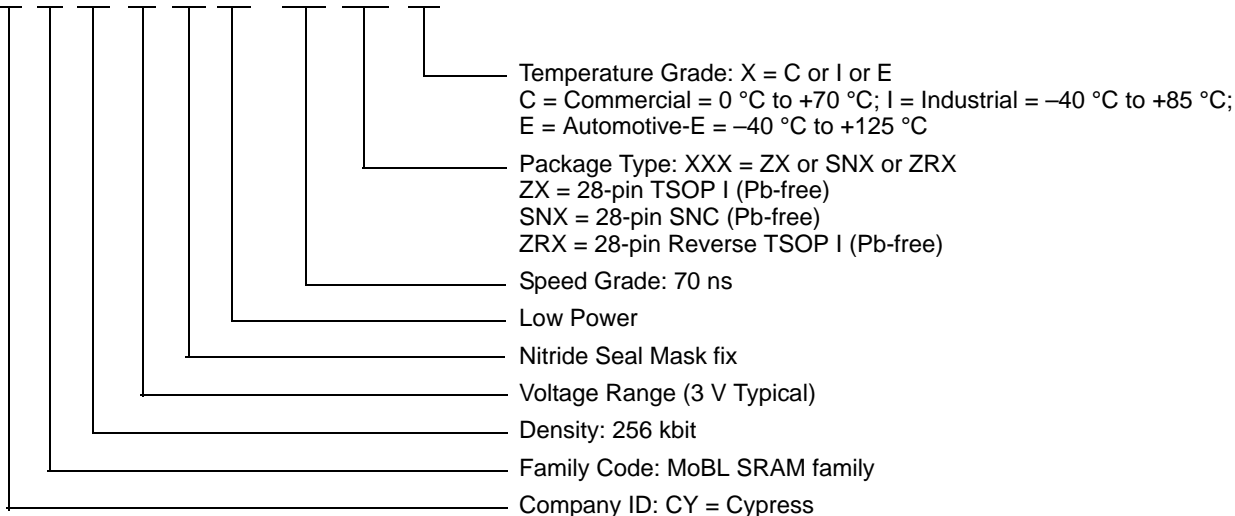 Temperature Grade: X = C or I or E
C = Commercial = 0 °C to +70 °C; I = Industrial = –40 °C to +85 °C;
E = Automotive-E = –40 °C to +125 °C
Package Type: XXX = ZX or SNX or ZRX
ZX = 28-pin TSOP I (Pb-free)
SNX = 28-pin SNC (Pb-free)
ZRX = 28-pin Reverse TSOP I (Pb-free)
Speed Grade: 70 ns
Low Power
Nitride Seal Mask fix
Voltage Range (3 V Typical)
Density: 256 kbit
Family Code: MoBL SRAM family
Company ID: CY = Cypress